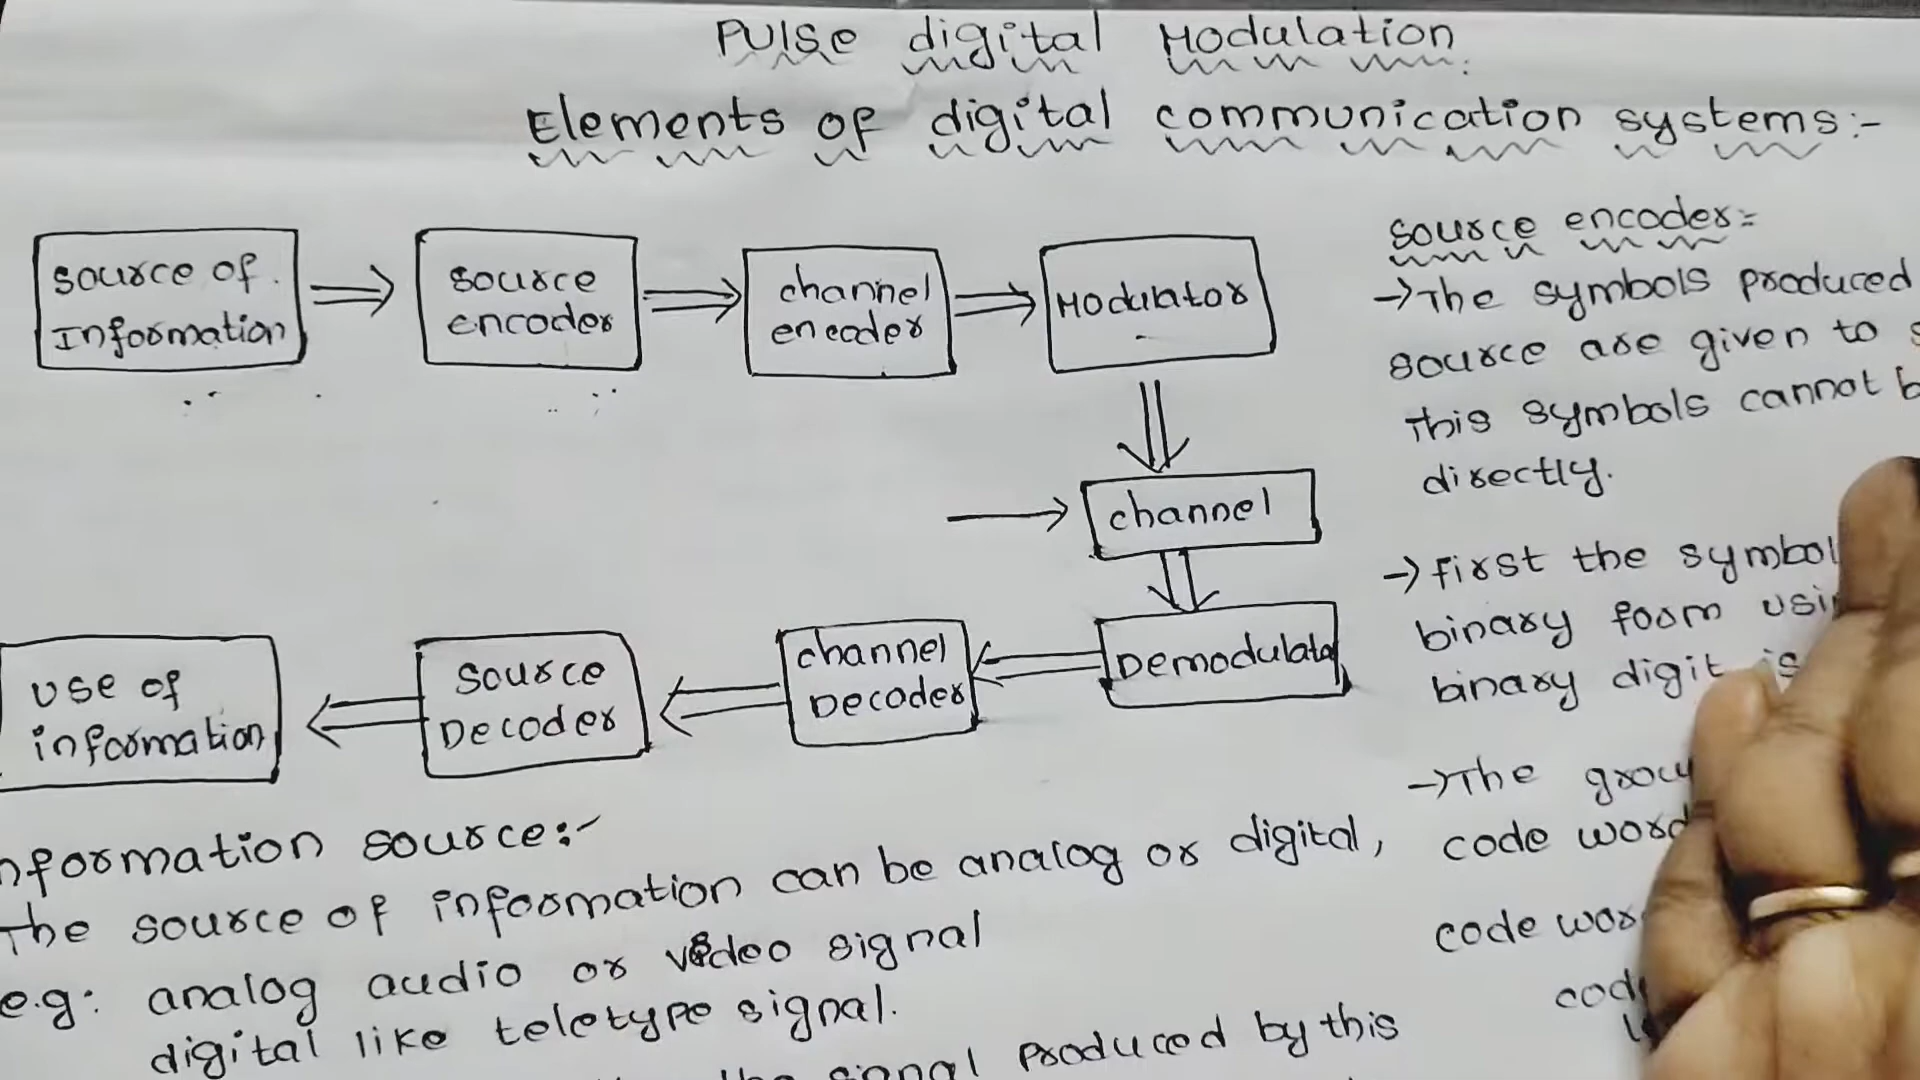 Pulse digital Modulation
Elements of digital communication systems:-
source of
Information
source
encoder
channel
encoder
Modulator
channel
Demodulator
channel
Decoder
source
Decoder
use of
information
source encoder:
→The symbols produced
source are given to
this symbols cannot
directly.
→first the symbol
binary form
binary digit is
→The
code word
code
nformation source:-
The source of information can be analog or digital,
e.g: analog audio or video signal
digital like teletype signal.
signal produced by this